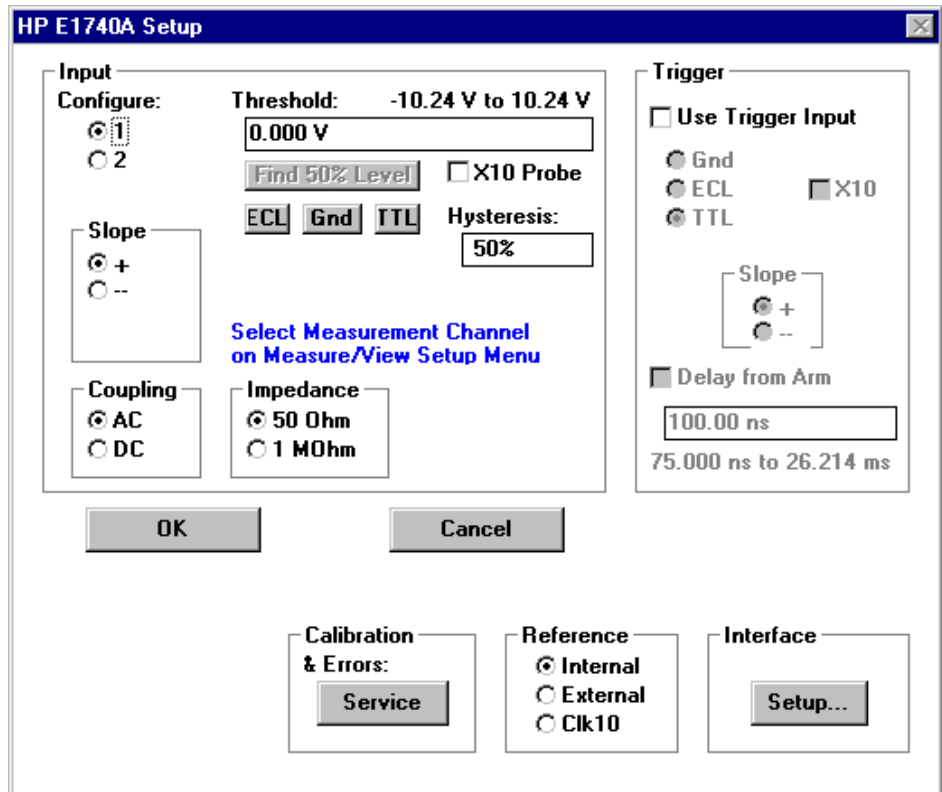 HP E1740A Setup
Input
Configure:
1
2
Threshold: -10.24 V to 10.24 V
0.000 V
Find 50% Level
X10 Probe
ECL Gnd TTL
Hysteresis:
50%
Slope
+
--
Select Measurement Channel
on Measure/View Setup Menu
Coupling
AC
DC
Impedance
50 Ohm
1 MOhm
Trigger
Use Trigger Input
Gnd
ECL
TTL
X10
Slope
+
--
Delay from Arm
100.00 ns
75.000 ns to 26.214 ms
OK
Cancel
Calibration
& Errors:
Service
Reference
Internal
External
Clk10
Interface
Setup...